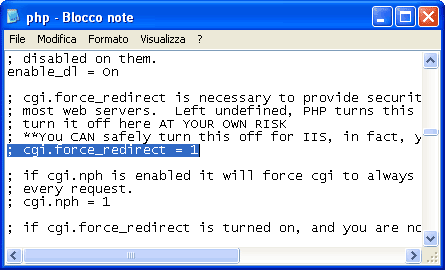 php - Blocco note
File Modifica Formato Visualizza ?
; disabled on them.
enable_dl = On
; cgi.force_redirect is necessary to provide securit
; most web servers.  Left undefined, PHP turns this
; turn it off here AT YOUR OWN RISK
; **You CAN safely turn this off for IIS, in fact, y
; cgi.force_redirect = 1
; if cgi.nph is enabled it will force cgi to always
; every request.
; cgi.nph = 1
; if cgi.force_redirect is turned on, and you are no